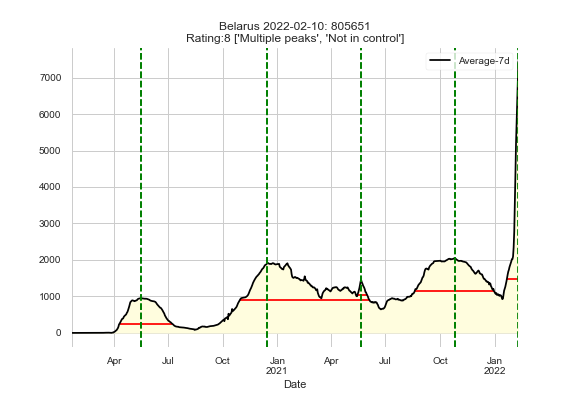 Belarus 2022-02-10: 805651
Rating:8 ['Multiple peaks', 'Not in control']
Average-7d
7000
6000
5000
4000
3000
2000
1000
0
Apr Jul Oct Jan Apr Jul Oct Jan
2021 2022
Date